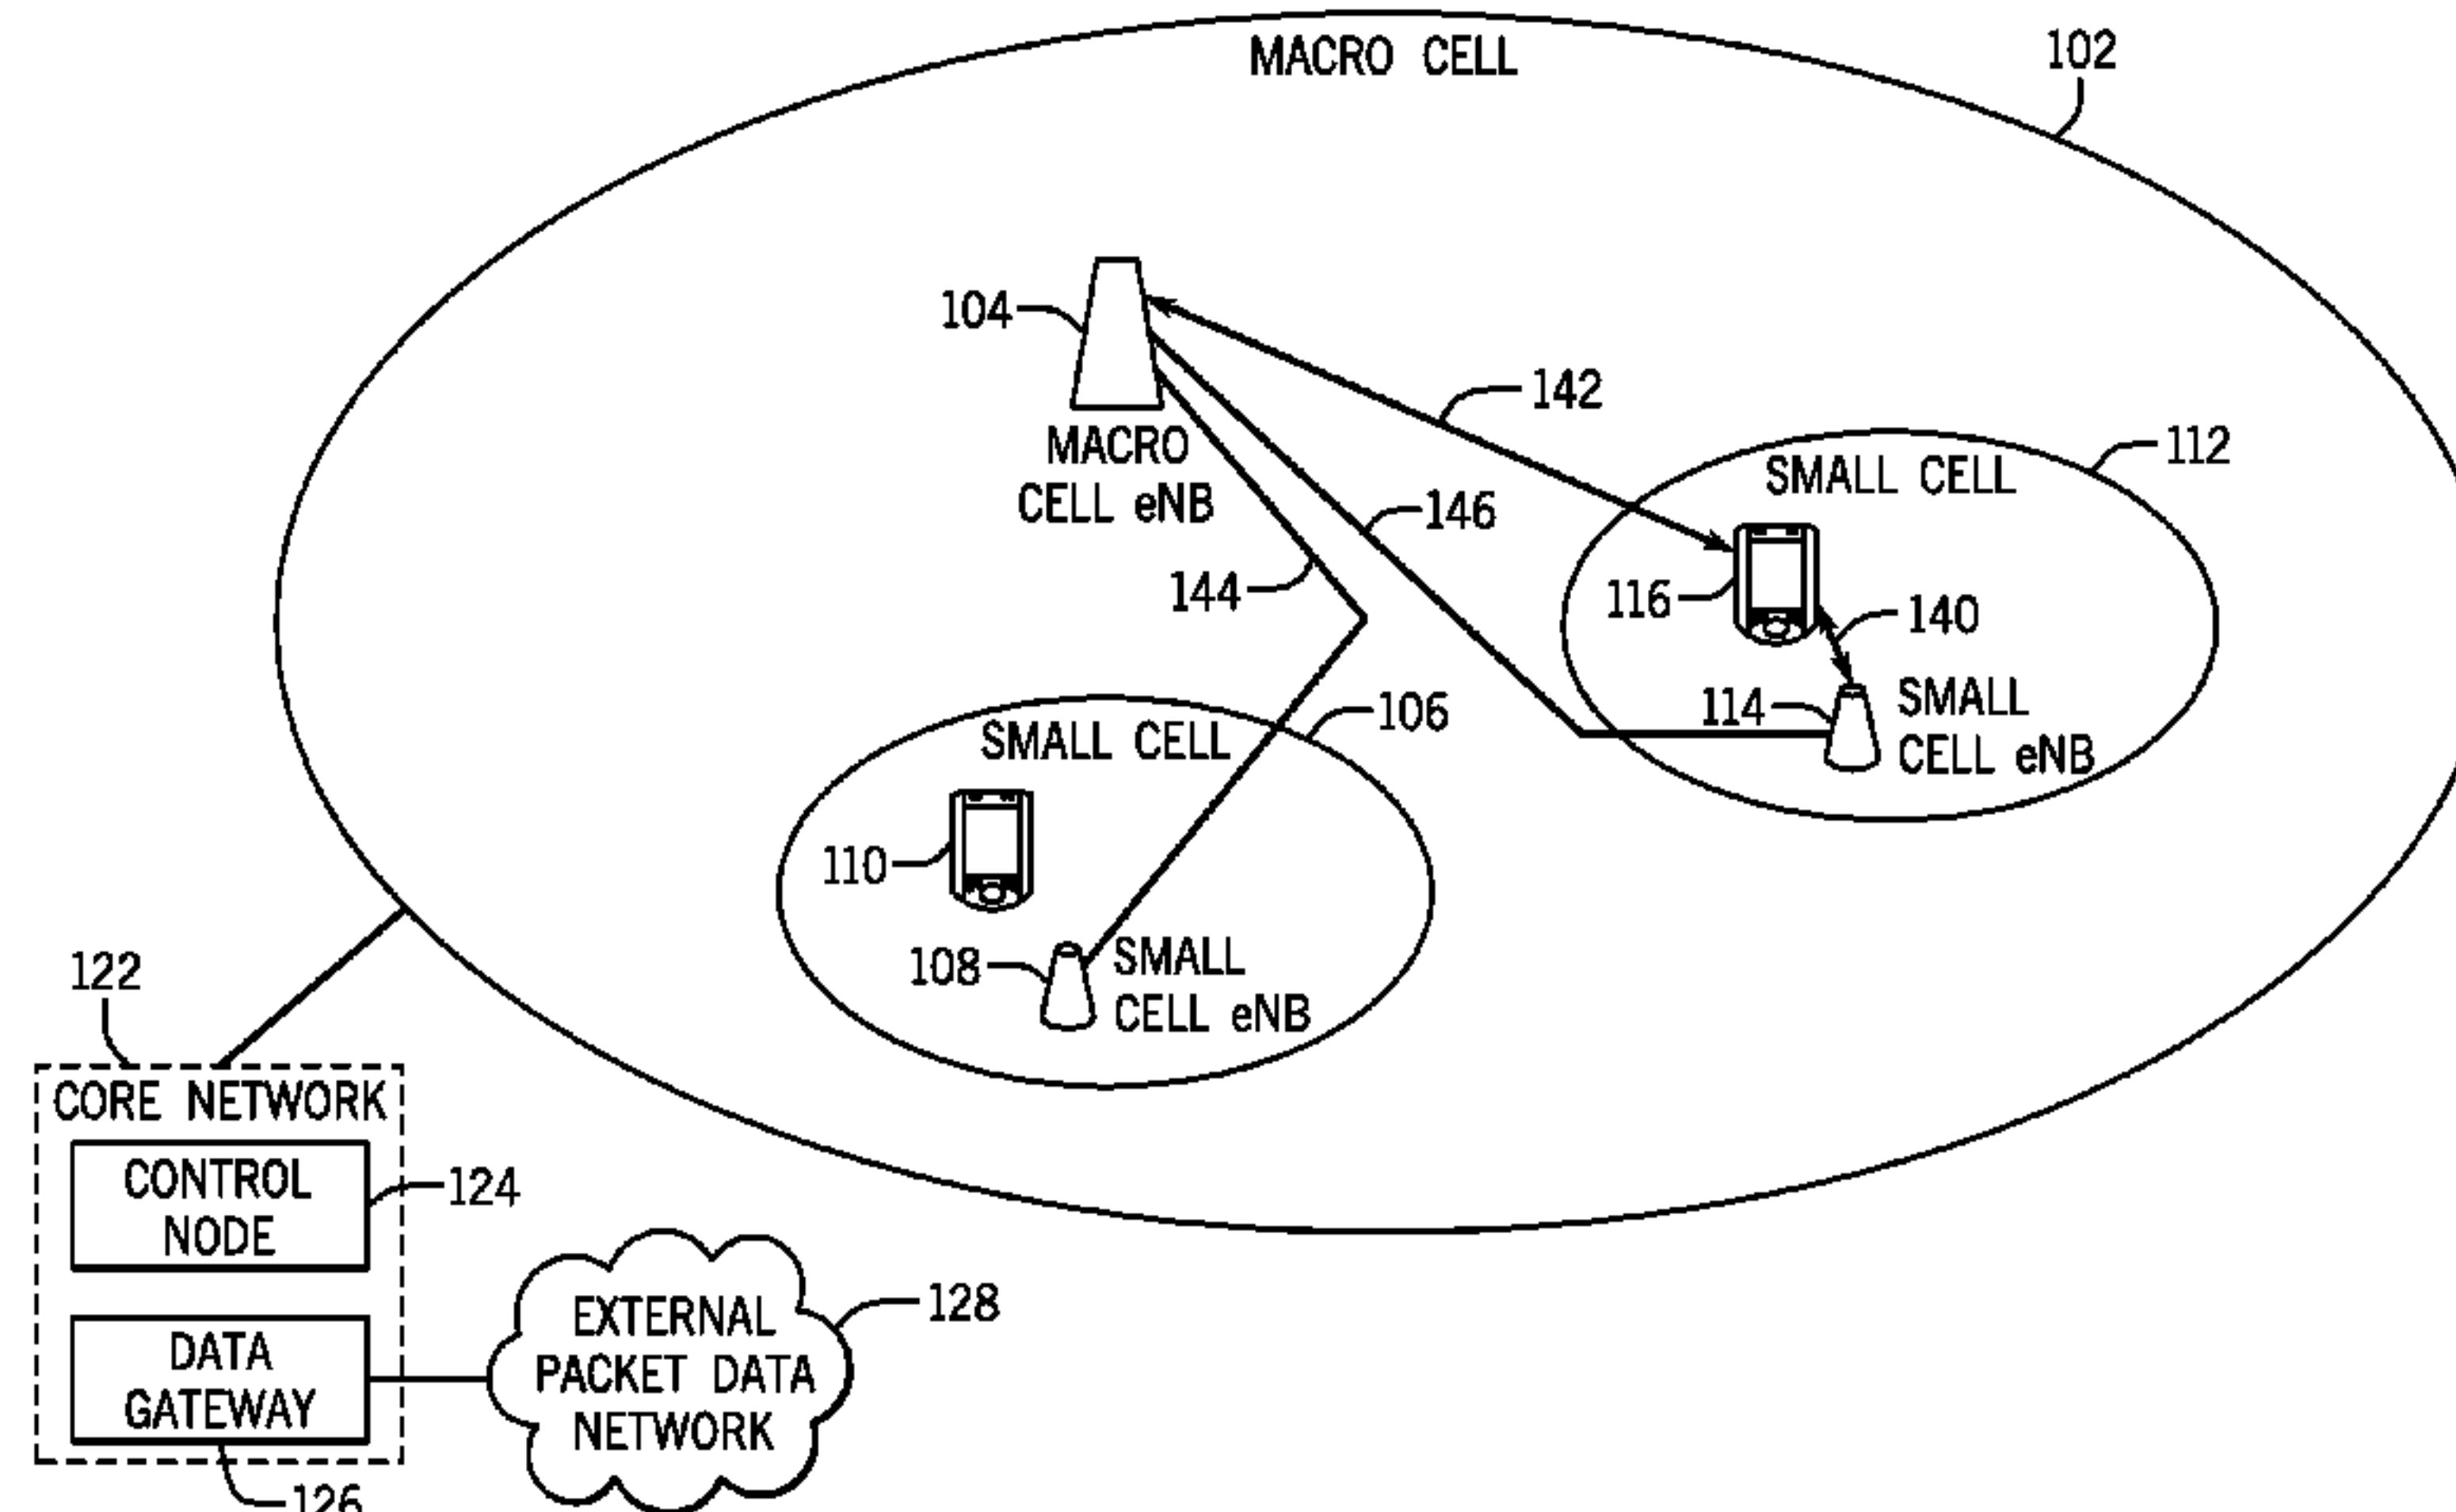 MACRO CELL
102
104
MACRO
CELL eNB
142
112
SMALL CELL
146
144
116
140
114
SMALL
CELL eNB
106
SMALL CELL
110
108
SMALL
CELL eNB
122
CORE NETWORK
CONTROL
NODE
124
DATA
GATEWAY
126
EXTERNAL
PACKET DATA
NETWORK
128